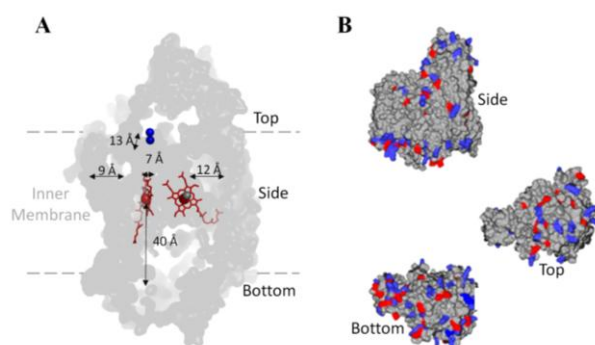 A
Top
13 Å
7 Å
9 Å
12 Å
Inner
Membrane
Side
40 Å
Bottom
B
Side
Top
Bottom